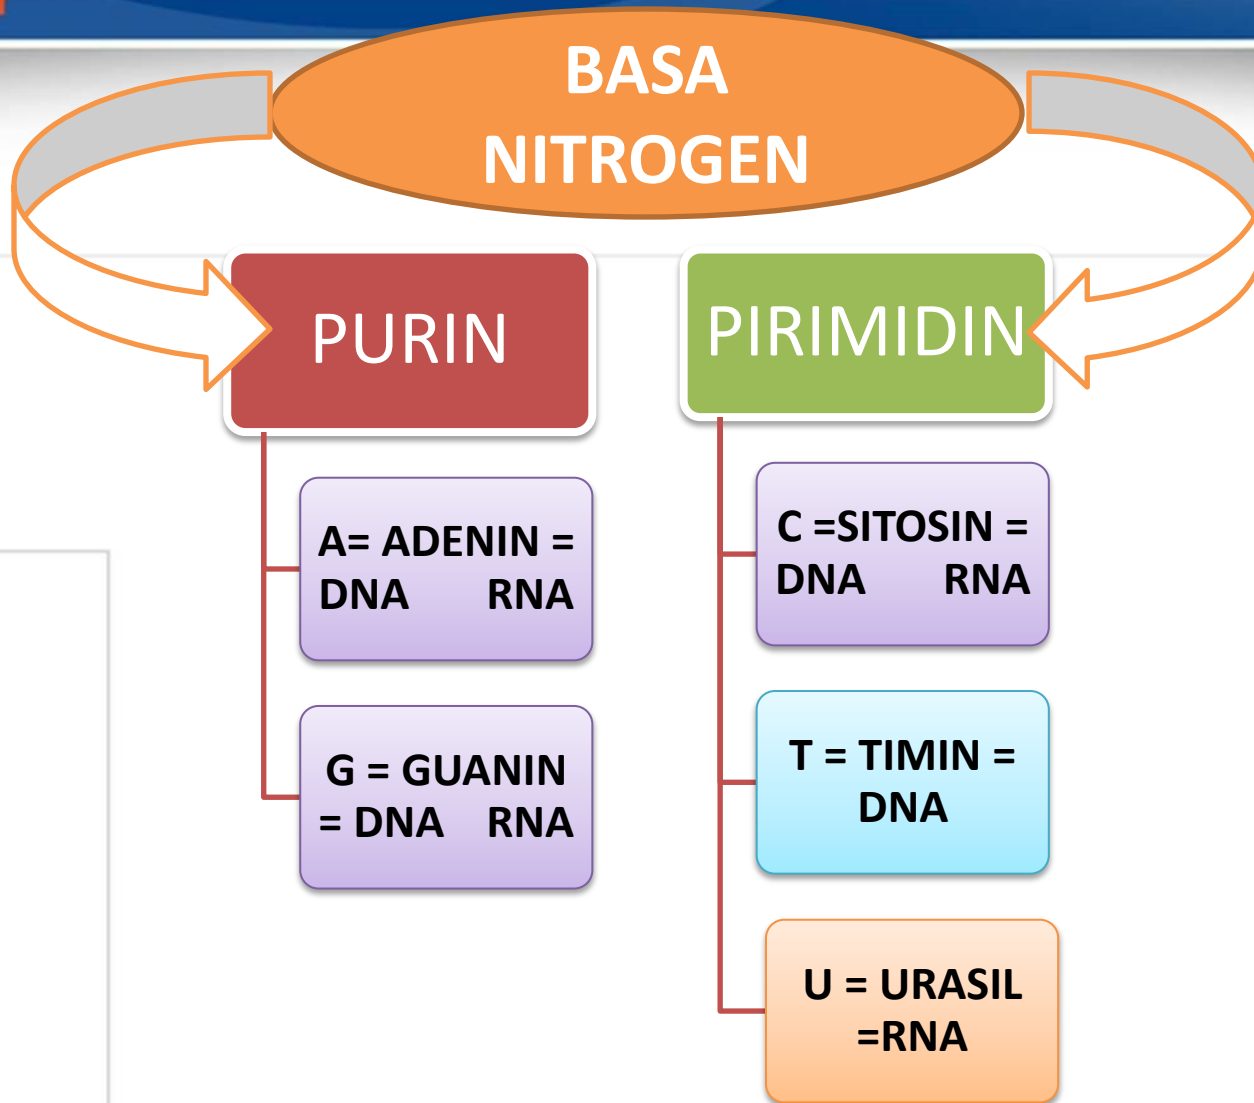 BASA
NITROGEN
PURIN
A= ADENIN =
DNA RNA
G = GUANIN
= DNA RNA
PIRIMIDIN
C =SITOSIN =
DNA RNA
T = TIMIN =
DNA
U = URASIL
=RNA